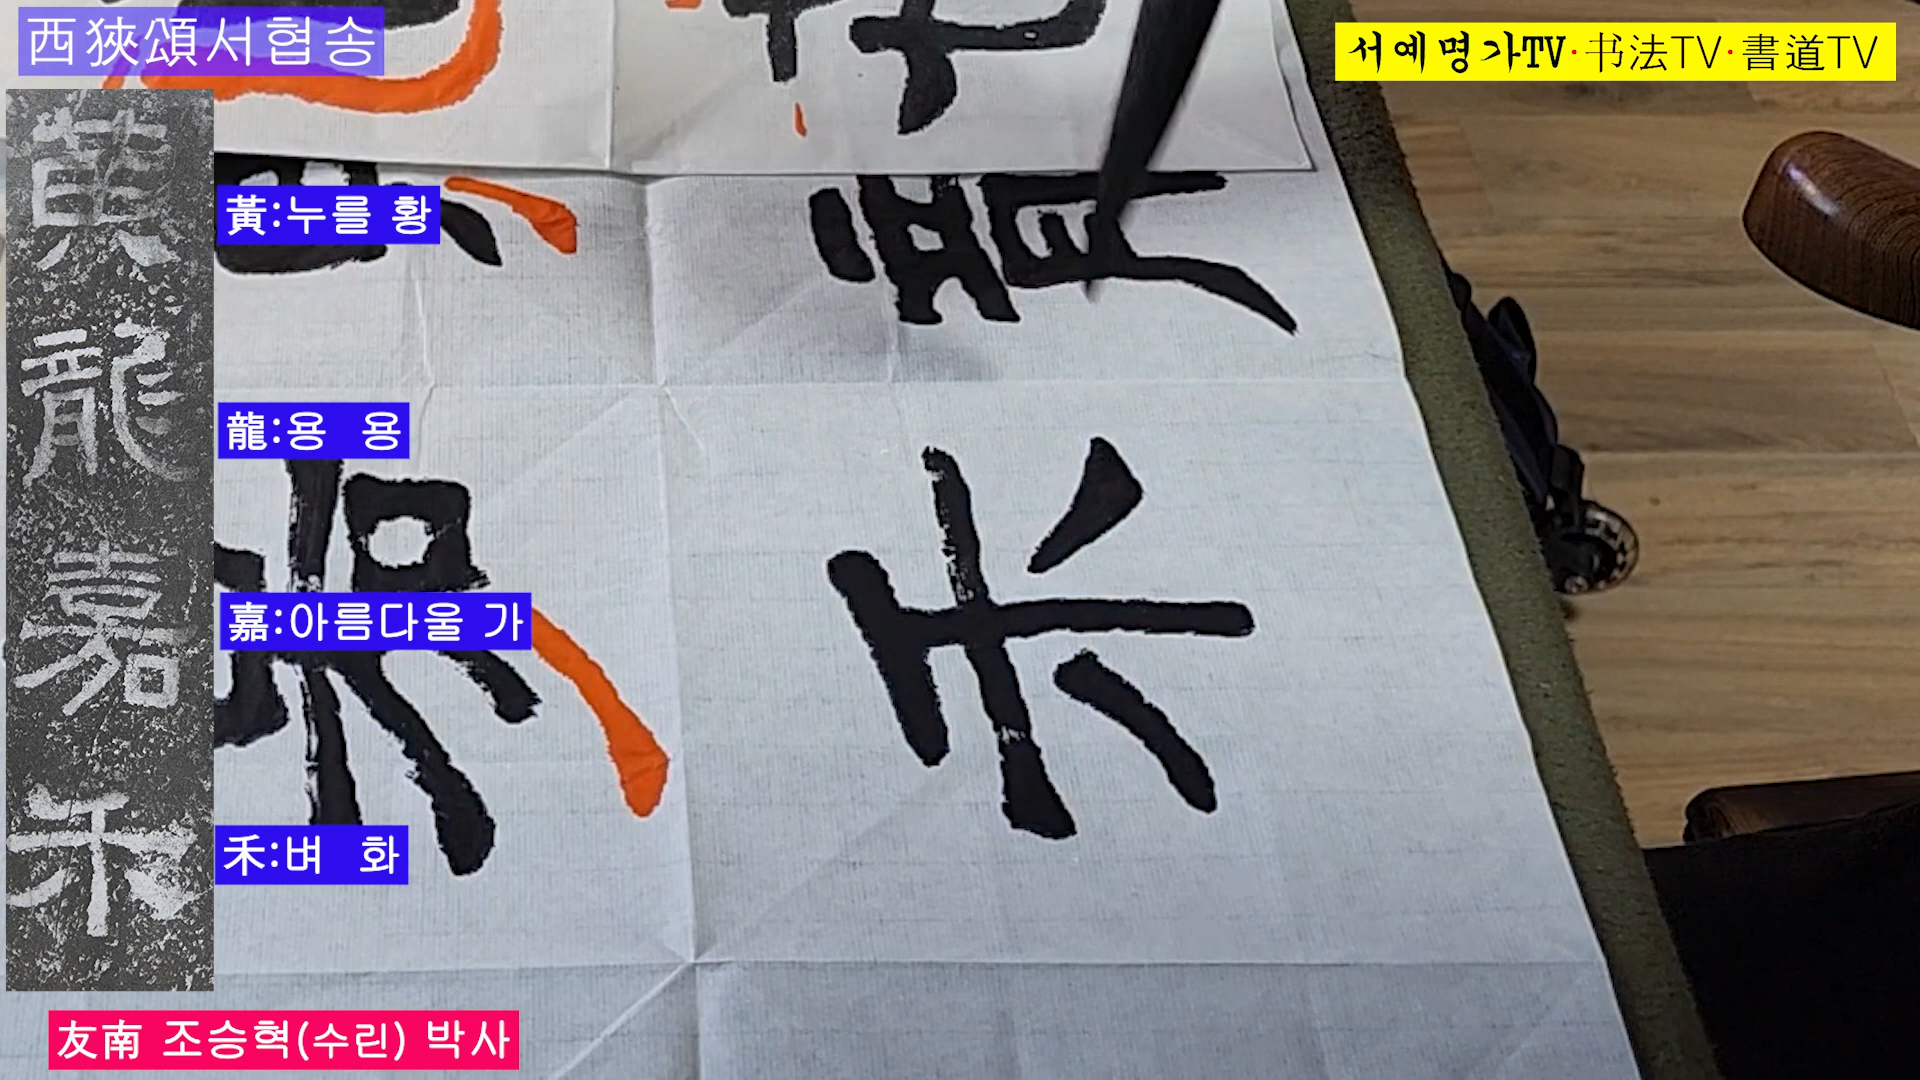 西狹頌서협송
서예명가TV·书法TV·書道TV
黃龍嘉禾
黃:누를 황
龍:용 용
嘉:아름다울 가
禾:벼 화
友南 조승혁(수린) 박사